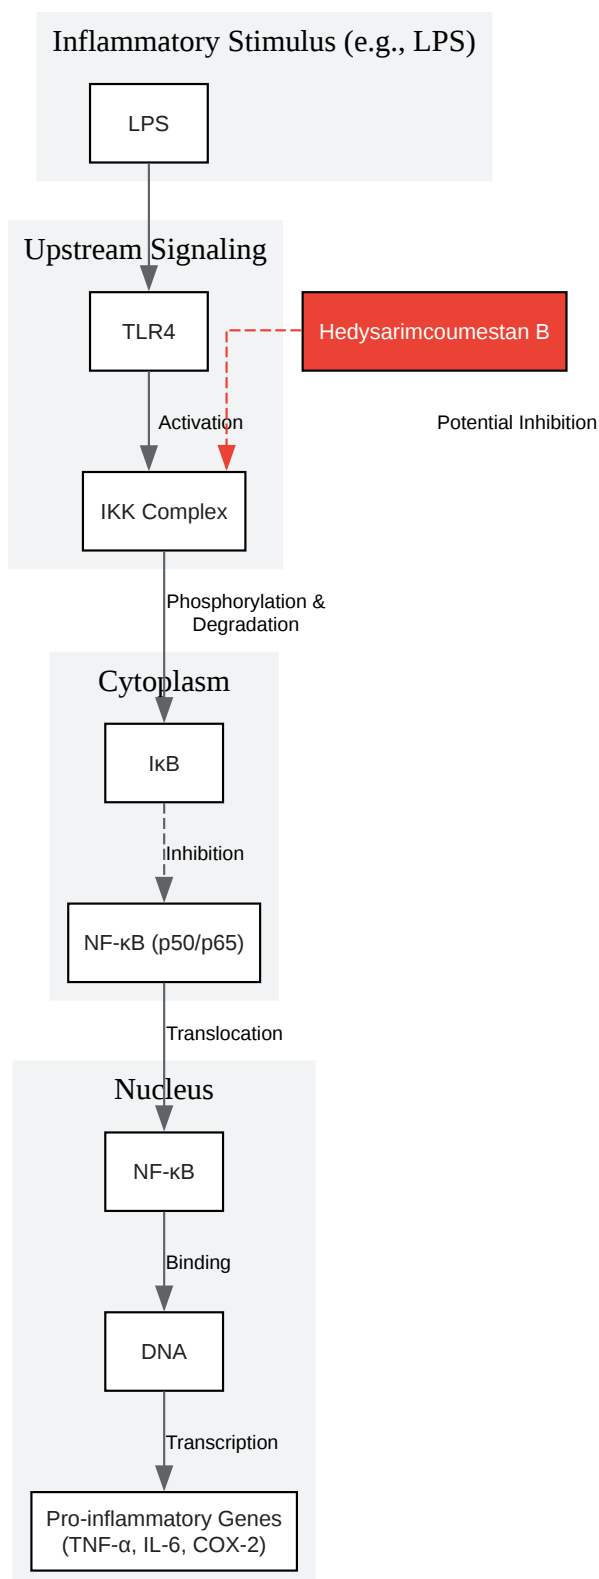 Inflammatory Stimulus (e.g., LPS)
LPS
Upstream Signaling
TLR4
Hedysarimcoumestan B
Activation
Potential Inhibition
IKK Complex
Phosphorylation &
Degradation
Cytoplasm
IκB
Inhibition
NF-κB (p50/p65)
Translocation
Nucleus
NF-κB
Binding
DNA
Transcription
Pro-inflammatory Genes
(TNF-α, IL-6, COX-2)